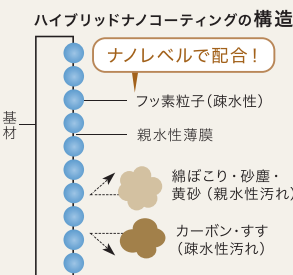 ハイブリッドナノコーティングの構造
ナノレベルで配合！
フッ素粒子（疎水性）
基材
親水性薄膜
綿ぼこり・砂塵・
黄砂（親水性汚れ）
カーボン・すす
（疎水性汚れ）